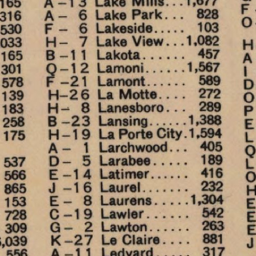 165 A-13 Lake Mills....1,677
316 A- 6 Lake Park.... 828 F
530 F- 6 Lakeside..... 103 O
033 H- 7 Lake View...1,082
165 B-11 Lakota....... 457 H
301 Q-12 Lamoni......1,567 A
578 F-21 Lamont...... 589 I
139 H-26 La Motte.... 272 D
183 H- 8 Lanesboro... 289 O
258 B-23 Lansing.....1,388 P
175 H-19 La Porte City.1,594 E
A- 1 Larchwood... 405 L
537 D- 5 Larabee..... 189 Q
566 E-14 Latimer..... 416 L
865 J-16 Laurel...... 232 O
153 E- 8 Laurens.....1,304 H
728 C-19 Lawler...... 542 E
309 G- 2 Lawton...... 263 E
,039 K-27 Le Claire.... 881 E
556 A-11 Ledyard..... 317 J